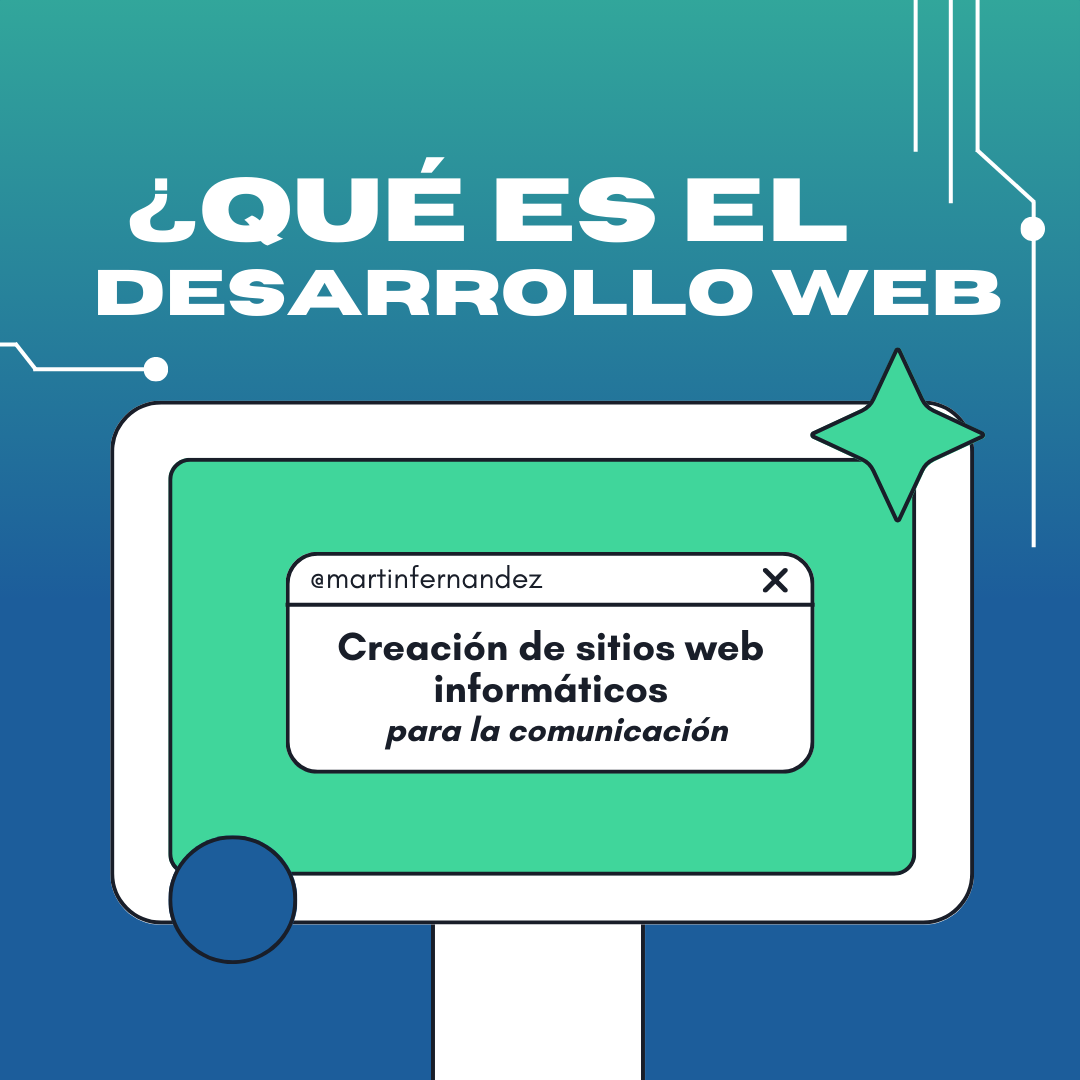 ¿QUÉ ES EL
DESARROLLO WEB
@martinfernandez
Creación de sitios web
informáticos
para la comunicación